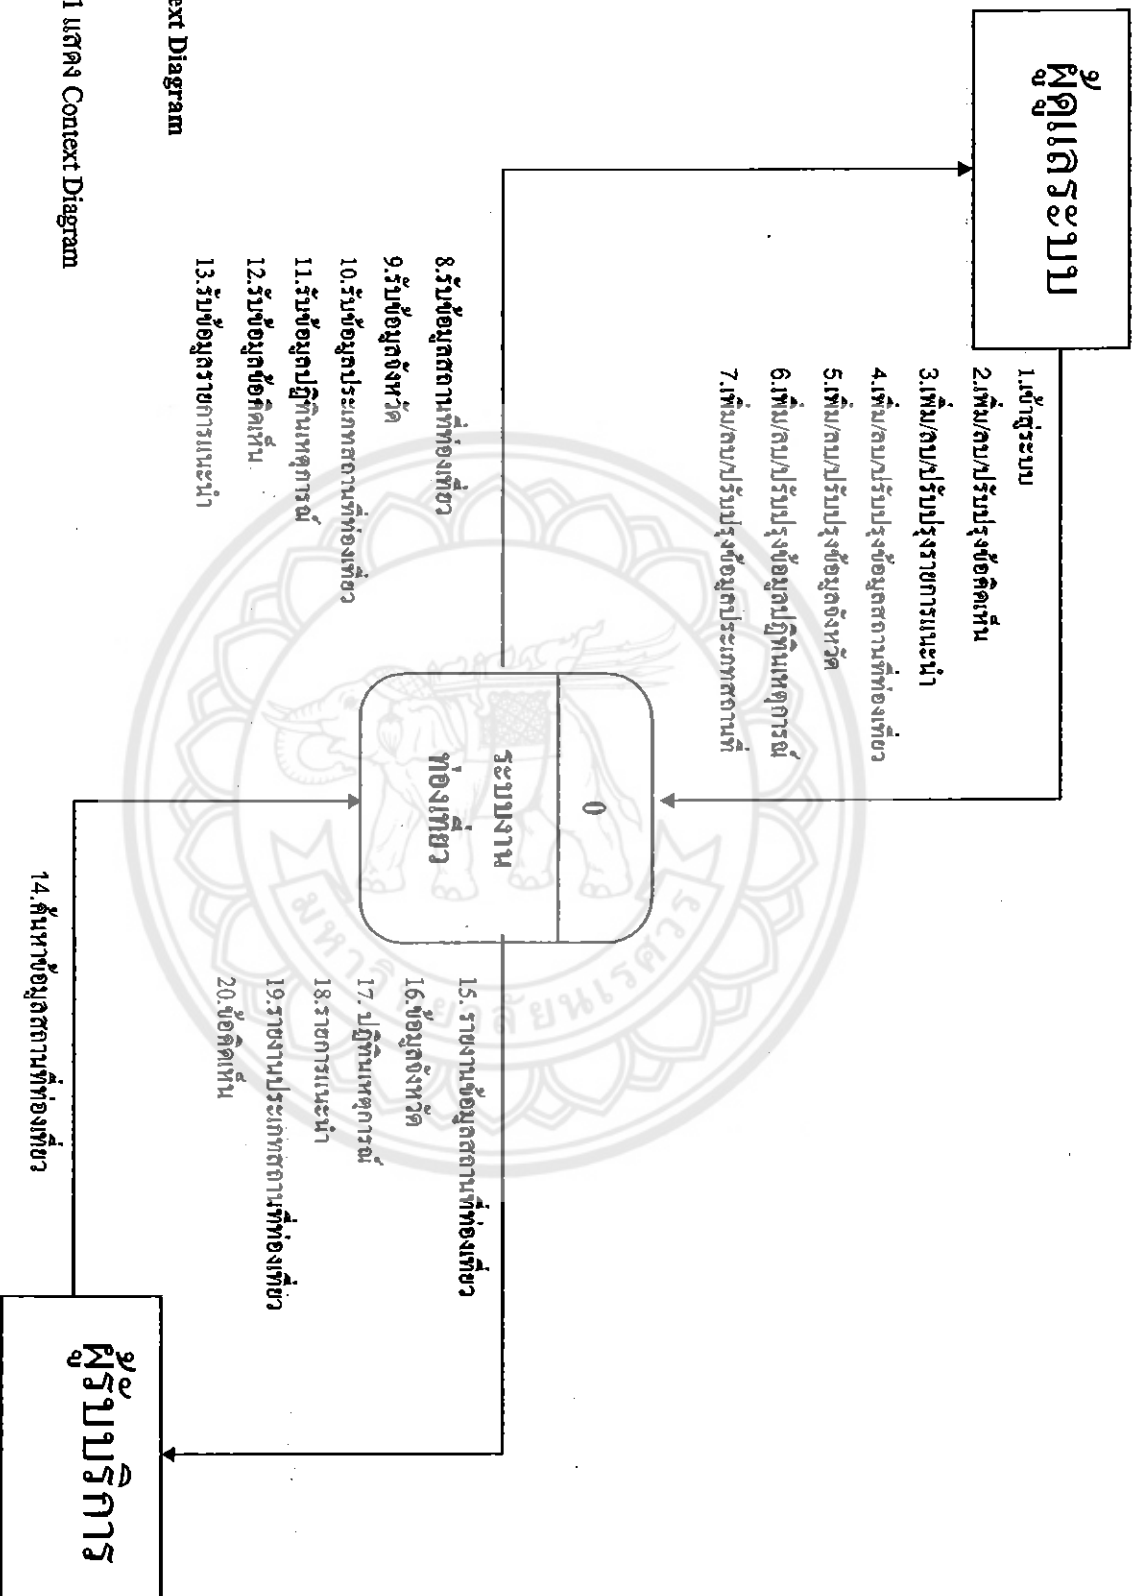 ext Diagram
ผู้ดูแลระบบ
1.เข้าสู่ระบบ
2.เพิ่ม/ลบ/ปรับปรุงข้อคิดเห็น
3.เพิ่ม/ลบ/ปรับปรุงรายการแนะนำ
4.เพิ่ม/ลบ/ปรับปรุงข้อมูลสถานที่ท่องเที่ยว
5.เพิ่ม/ลบ/ปรับปรุงข้อมูลจังหวัด
6.เพิ่ม/ลบ/ปรับปรุงข้อมูลปฏิทินเหตุการณ์
7.เพิ่ม/ลบ/ปรับปรุงข้อมูลประเภทสถานที่
8.รับข้อมูลสถานที่ท่องเที่ยว
9.รับข้อมูลจังหวัด
10.รับข้อมูลประเภทสถานที่ท่องเที่ยว
11.รับข้อมูลปฏิทินเหตุการณ์
12.รับข้อมูลข้อคิดเห็น
13.รับข้อมูลรายการแนะนำ
0
ระบบงาน
ท่องเที่ยว
มหาวิทยาลัยนเรศวร
15. รายงานข้อมูลสถานที่ท่องเที่ยว
16.ข้อมูลจังหวัด
17. ปฏิทินเหตุการณ์
18.รายการแนะนำ
19.รายงานประเภทสถานที่ท่องเที่ยว
20.ข้อคิดเห็น
14.ค้นหาข้อมูลสถานที่ท่องเที่ยว
ผู้รับบริการ
1 แสดง Context Diagram